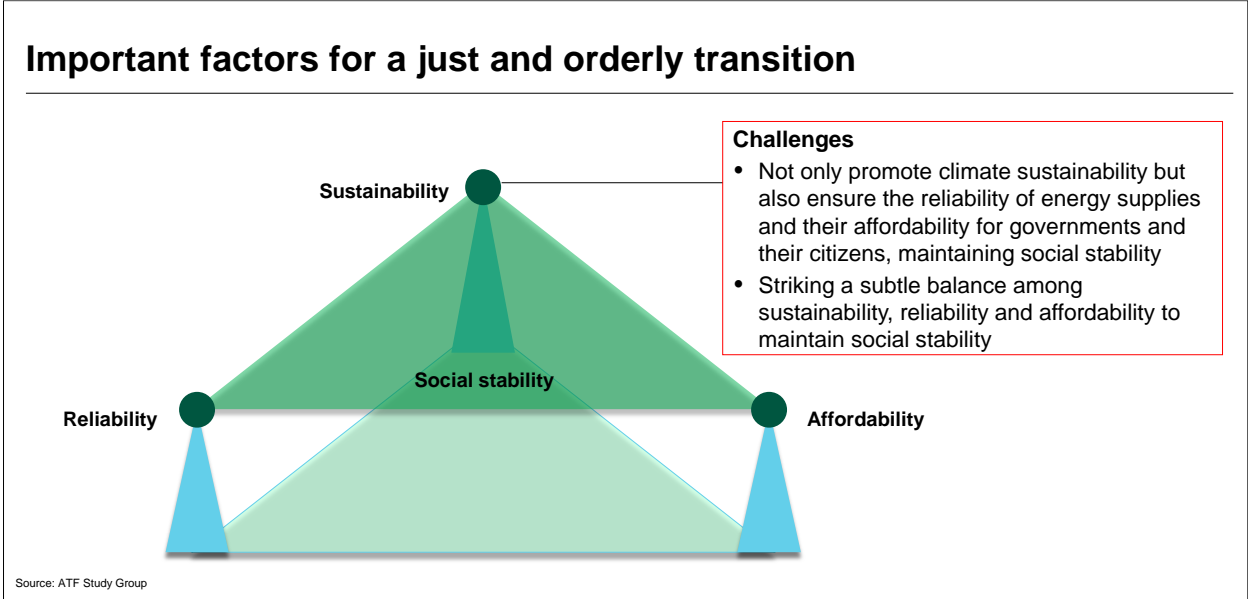 Important factors for a just and orderly transition
Sustainability
Challenges
• Not only promote climate sustainability but
also ensure the reliability of energy supplies
and their affordability for governments and
their citizens, maintaining social stability
• Striking a subtle balance among
sustainability, reliability and affordability to
maintain social stability
Social stability
Reliability
Affordability
Source: ATF Study Group